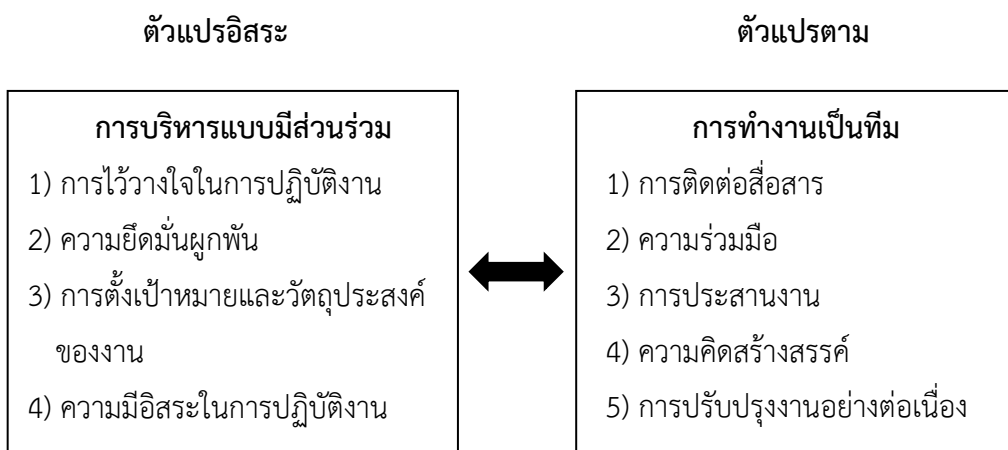 ตัวแปรอิสระ
ตัวแปรตาม
การบริหารแบบมีส่วนร่วม
1) การไว้วางใจในการปฏิบัติงาน
2) ความยึดมั่นผูกพัน
3) การตั้งเป้าหมายและวัตถุประสงค์
ของงาน
4) ความมีอิสระในการปฏิบัติงาน
การทำงานเป็นทีม
1) การติดต่อสื่อสาร
2) ความร่วมมือ
3) การประสานงาน
4) ความคิดสร้างสรรค์
5) การปรับปรุงงานอย่างต่อเนื่อง